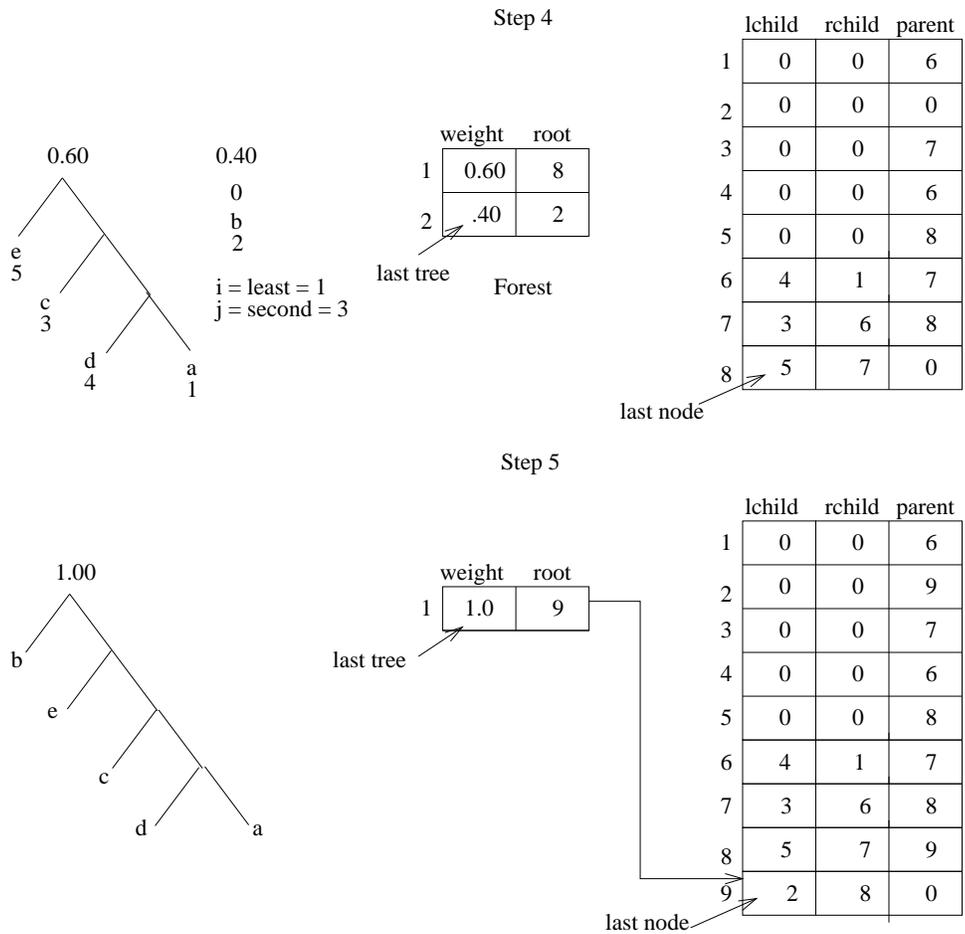 Step 4
lchild rchild parent
1 0 0 6
2 0 0 0
3 0 0 7
4 0 0 6
5 0 0 8
6 4 1 7
7 3 6 8
8 5 7 0
last node
weight root
1 0.60 8
2 .40 2
last tree
Forest
0.60
e
5
c
3
d
4
a
1
0.40
0
b
2
i = least = 1
j = second = 3
Step 5
lchild rchild parent
1 0 0 6
2 0 0 9
3 0 0 7
4 0 0 6
5 0 0 8
6 4 1 7
7 3 6 8
8 5 7 9
9 2 8 0
last node
weight root
1 1.0 9
last tree
1.00
b
e
c
d
a